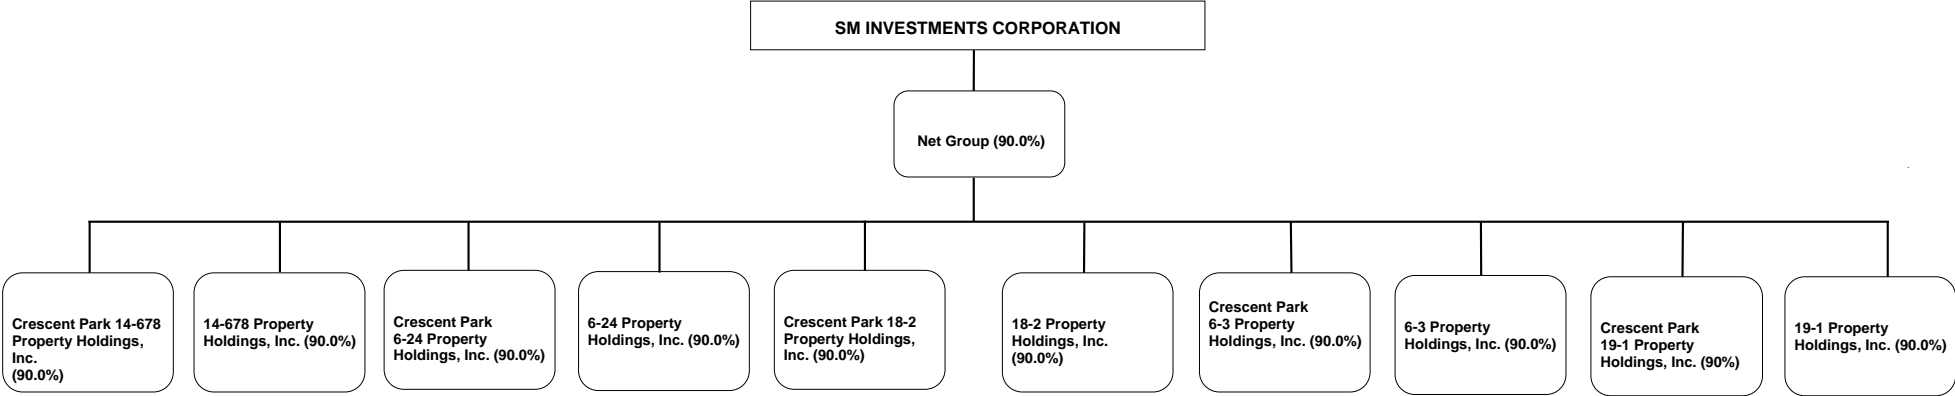 SM INVESTMENTS CORPORATION
Net Group (90.0%)
Crescent Park 14-678
Property Holdings,
Inc.
(90.0%)
14-678 Property
Holdings, Inc. (90.0%)
Crescent Park
6-24 Property
Holdings, Inc. (90.0%)
6-24 Property
Holdings, Inc. (90.0%)
Crescent Park 18-2
Property Holdings,
Inc. (90.0%)
18-2 Property
Holdings, Inc.
(90.0%)
Crescent Park
6-3 Property
Holdings, Inc. (90.0%)
6-3 Property
Holdings, Inc. (90.0%)
Crescent Park
19-1 Property
Holdings, Inc. (90%)
19-1 Property
Holdings, Inc. (90.0%)